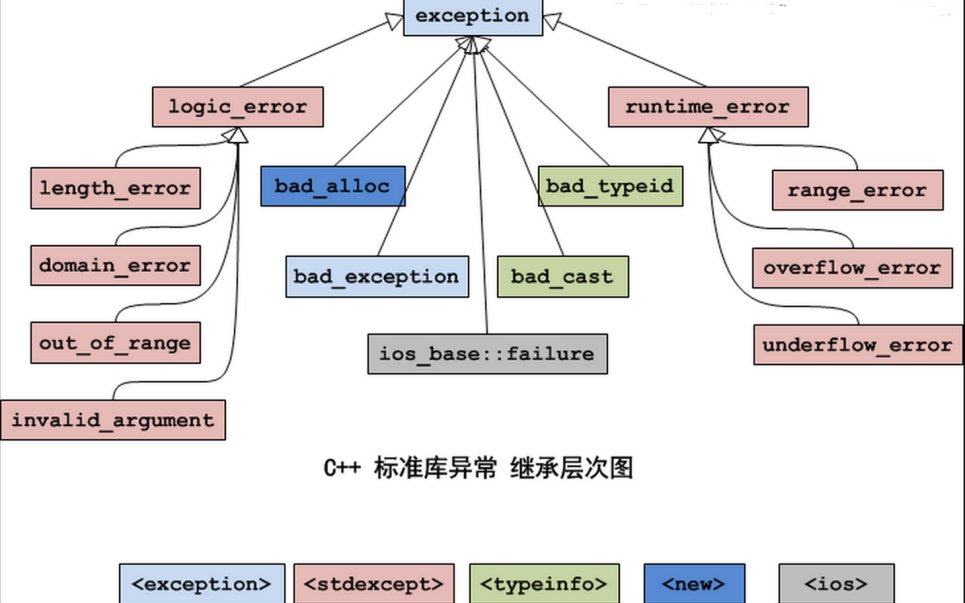 exception
logic_error
runtime_error
length_error
bad_alloc
bad_typeid
range_error
domain_error
bad_exception
bad_cast
overflow_error
out_of_range
ios_base::failure
underflow_error
invalid_argument
C++ 标准库异常 继承层次图
<exception> <stdexcept> <typeinfo> <new> <ios>